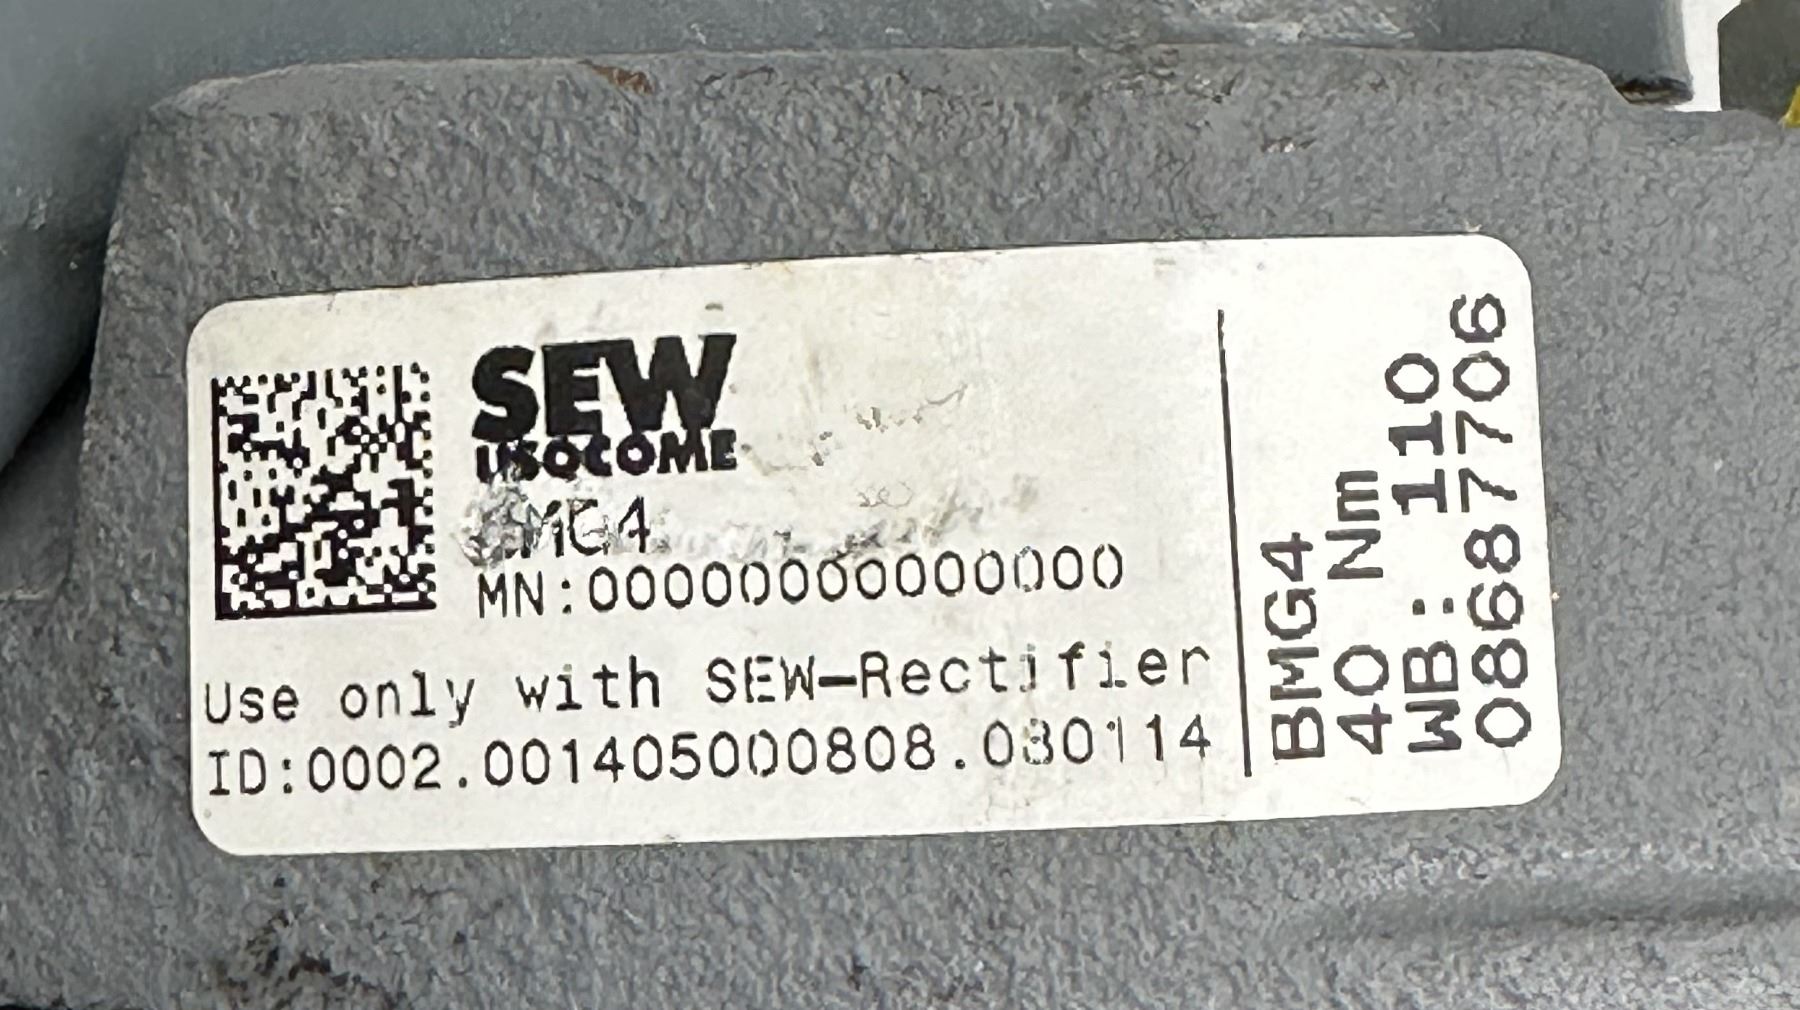 SEW
USOCOME
BMG4
MN:00000000000000
Use only with SEW-Rectifier
ID:0002.001405000808.030114
BMG4
40 Nm
WB: 110
08687706